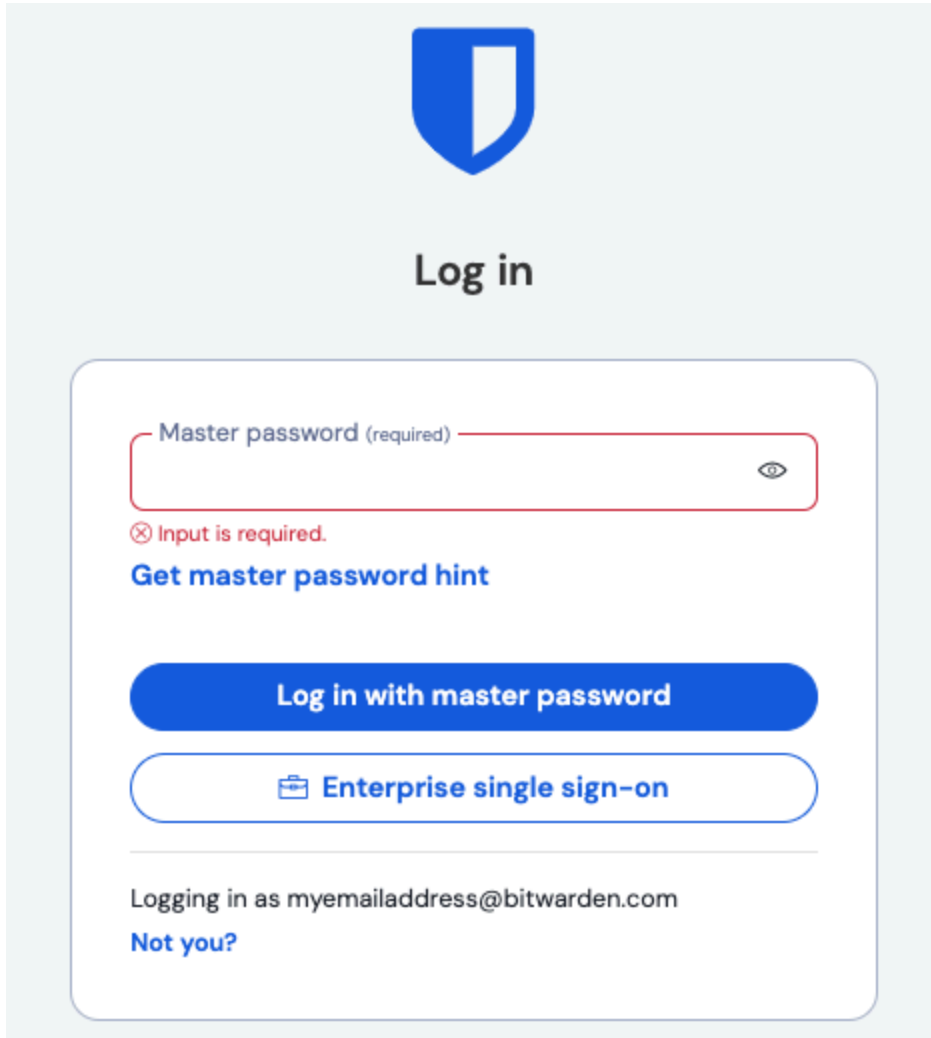 Log in
Master password (required)
Input is required.
Get master password hint
Log in with master password
Enterprise single sign-on
Logging in as myemailaddress@bitwarden.com
Not you?